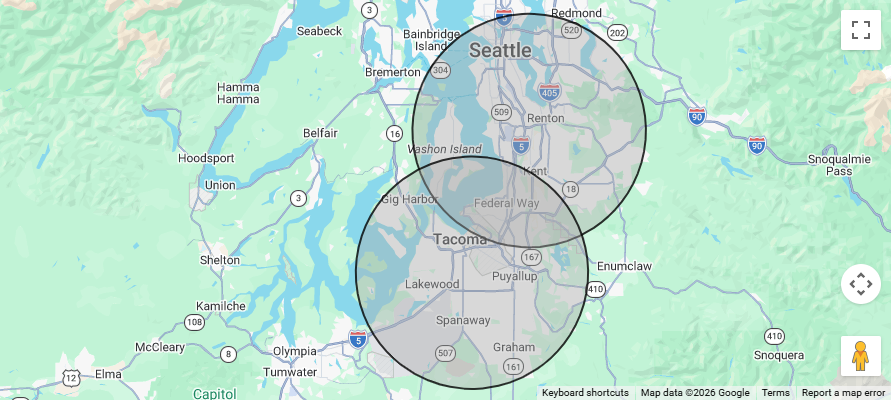 3
Seabeck
Bainbridge
Island
5
Redmond
520
202
Seattle
Bremerton
304
Hamma
Hamma
405
90
509
Renton
Belfair
16
5
90
Vashon Island
Hoodsport
Snoqualmie
Pass
Union
Kent
18
3
Gig Harbor
Federal Way
Tacoma
Shelton
167
Enumclaw
Puyallup
Lakewood
410
Kamilche
108
Spanaway
5
410
McCleary
8
Olympia
507
Graham
Snoquera
Elma
12
Tumwater
161
Capitol
Keyboard shortcuts
Map data ©2026 Google
Terms
Report a map error